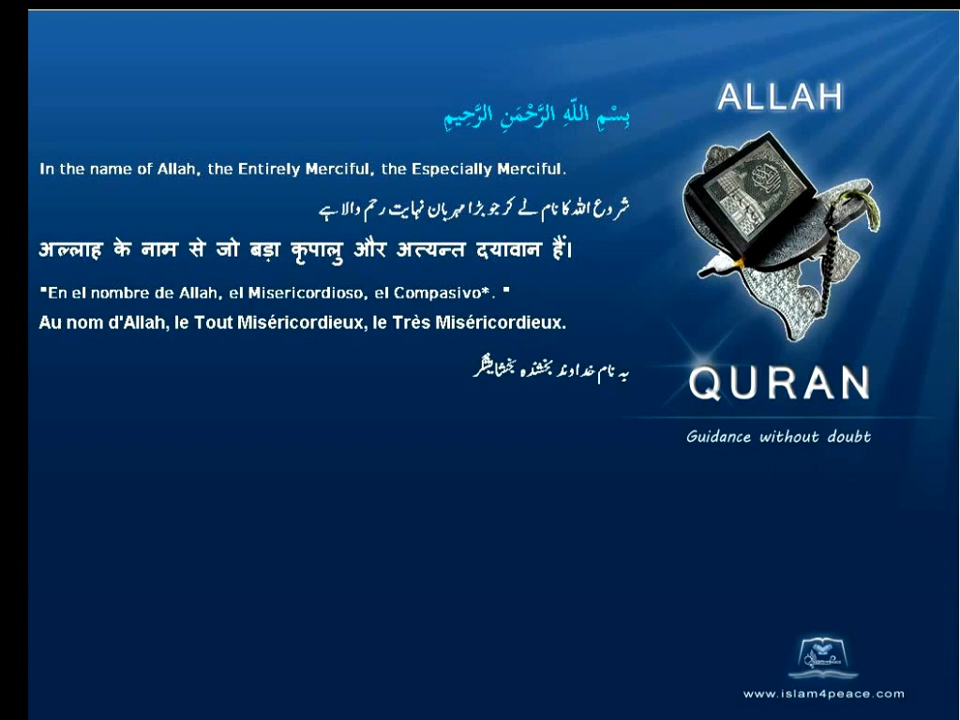 بِسْمِ اللّهِ الرَّحْمَنِ الرَّحِيمِ
In the name of Allah, the Entirely Merciful, the Especially Merciful.
شروع الله کا نام لے کر جو بڑا مہربان نہایت رحم والا ہے
अल्लाह के नाम से जो बड़ा कृपालु और अत्यन्त दयावान हैं।
"En el nombre de Allah, el Misericordioso, el Compasivo*. "
Au nom d'Allah, le Tout Miséricordieux, le Très Miséricordieux.
به نام خداوند بخشنده بخشایشگر
ALLAH
QURAN
Guidance without doubt
www.islam4peace.com